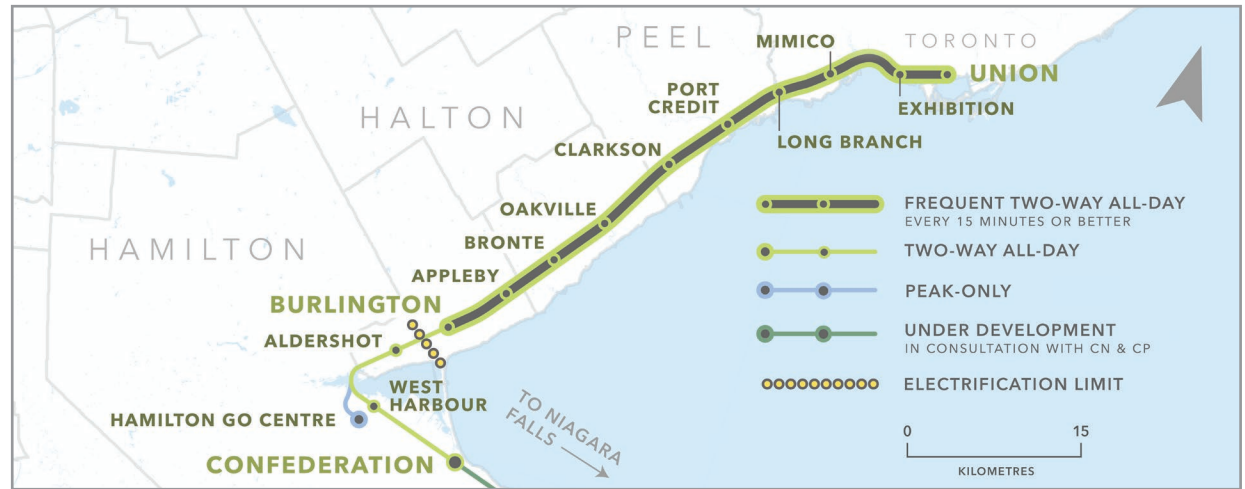 PEEL
MIMICO
TORONTO
UNION
PORT
CREDIT
EXHIBITION
HALTON
LONG BRANCH
CLARKSON
OAKVILLE
BRONTE
HAMILTON
APPLEBY
BURLINGTON
ALDERSHOT
WEST
HARBOUR
HAMILTON GO CENTRE
CONFEDERATION
TO NIAGARA
FALLS
FREQUENT TWO-WAY ALL-DAY
EVERY 15 MINUTES OR BETTER
TWO-WAY ALL-DAY
PEAK-ONLY
UNDER DEVELOPMENT
IN CONSULTATION WITH CN & CP
ELECTRIFICATION LIMIT
0 15
KILOMETRES